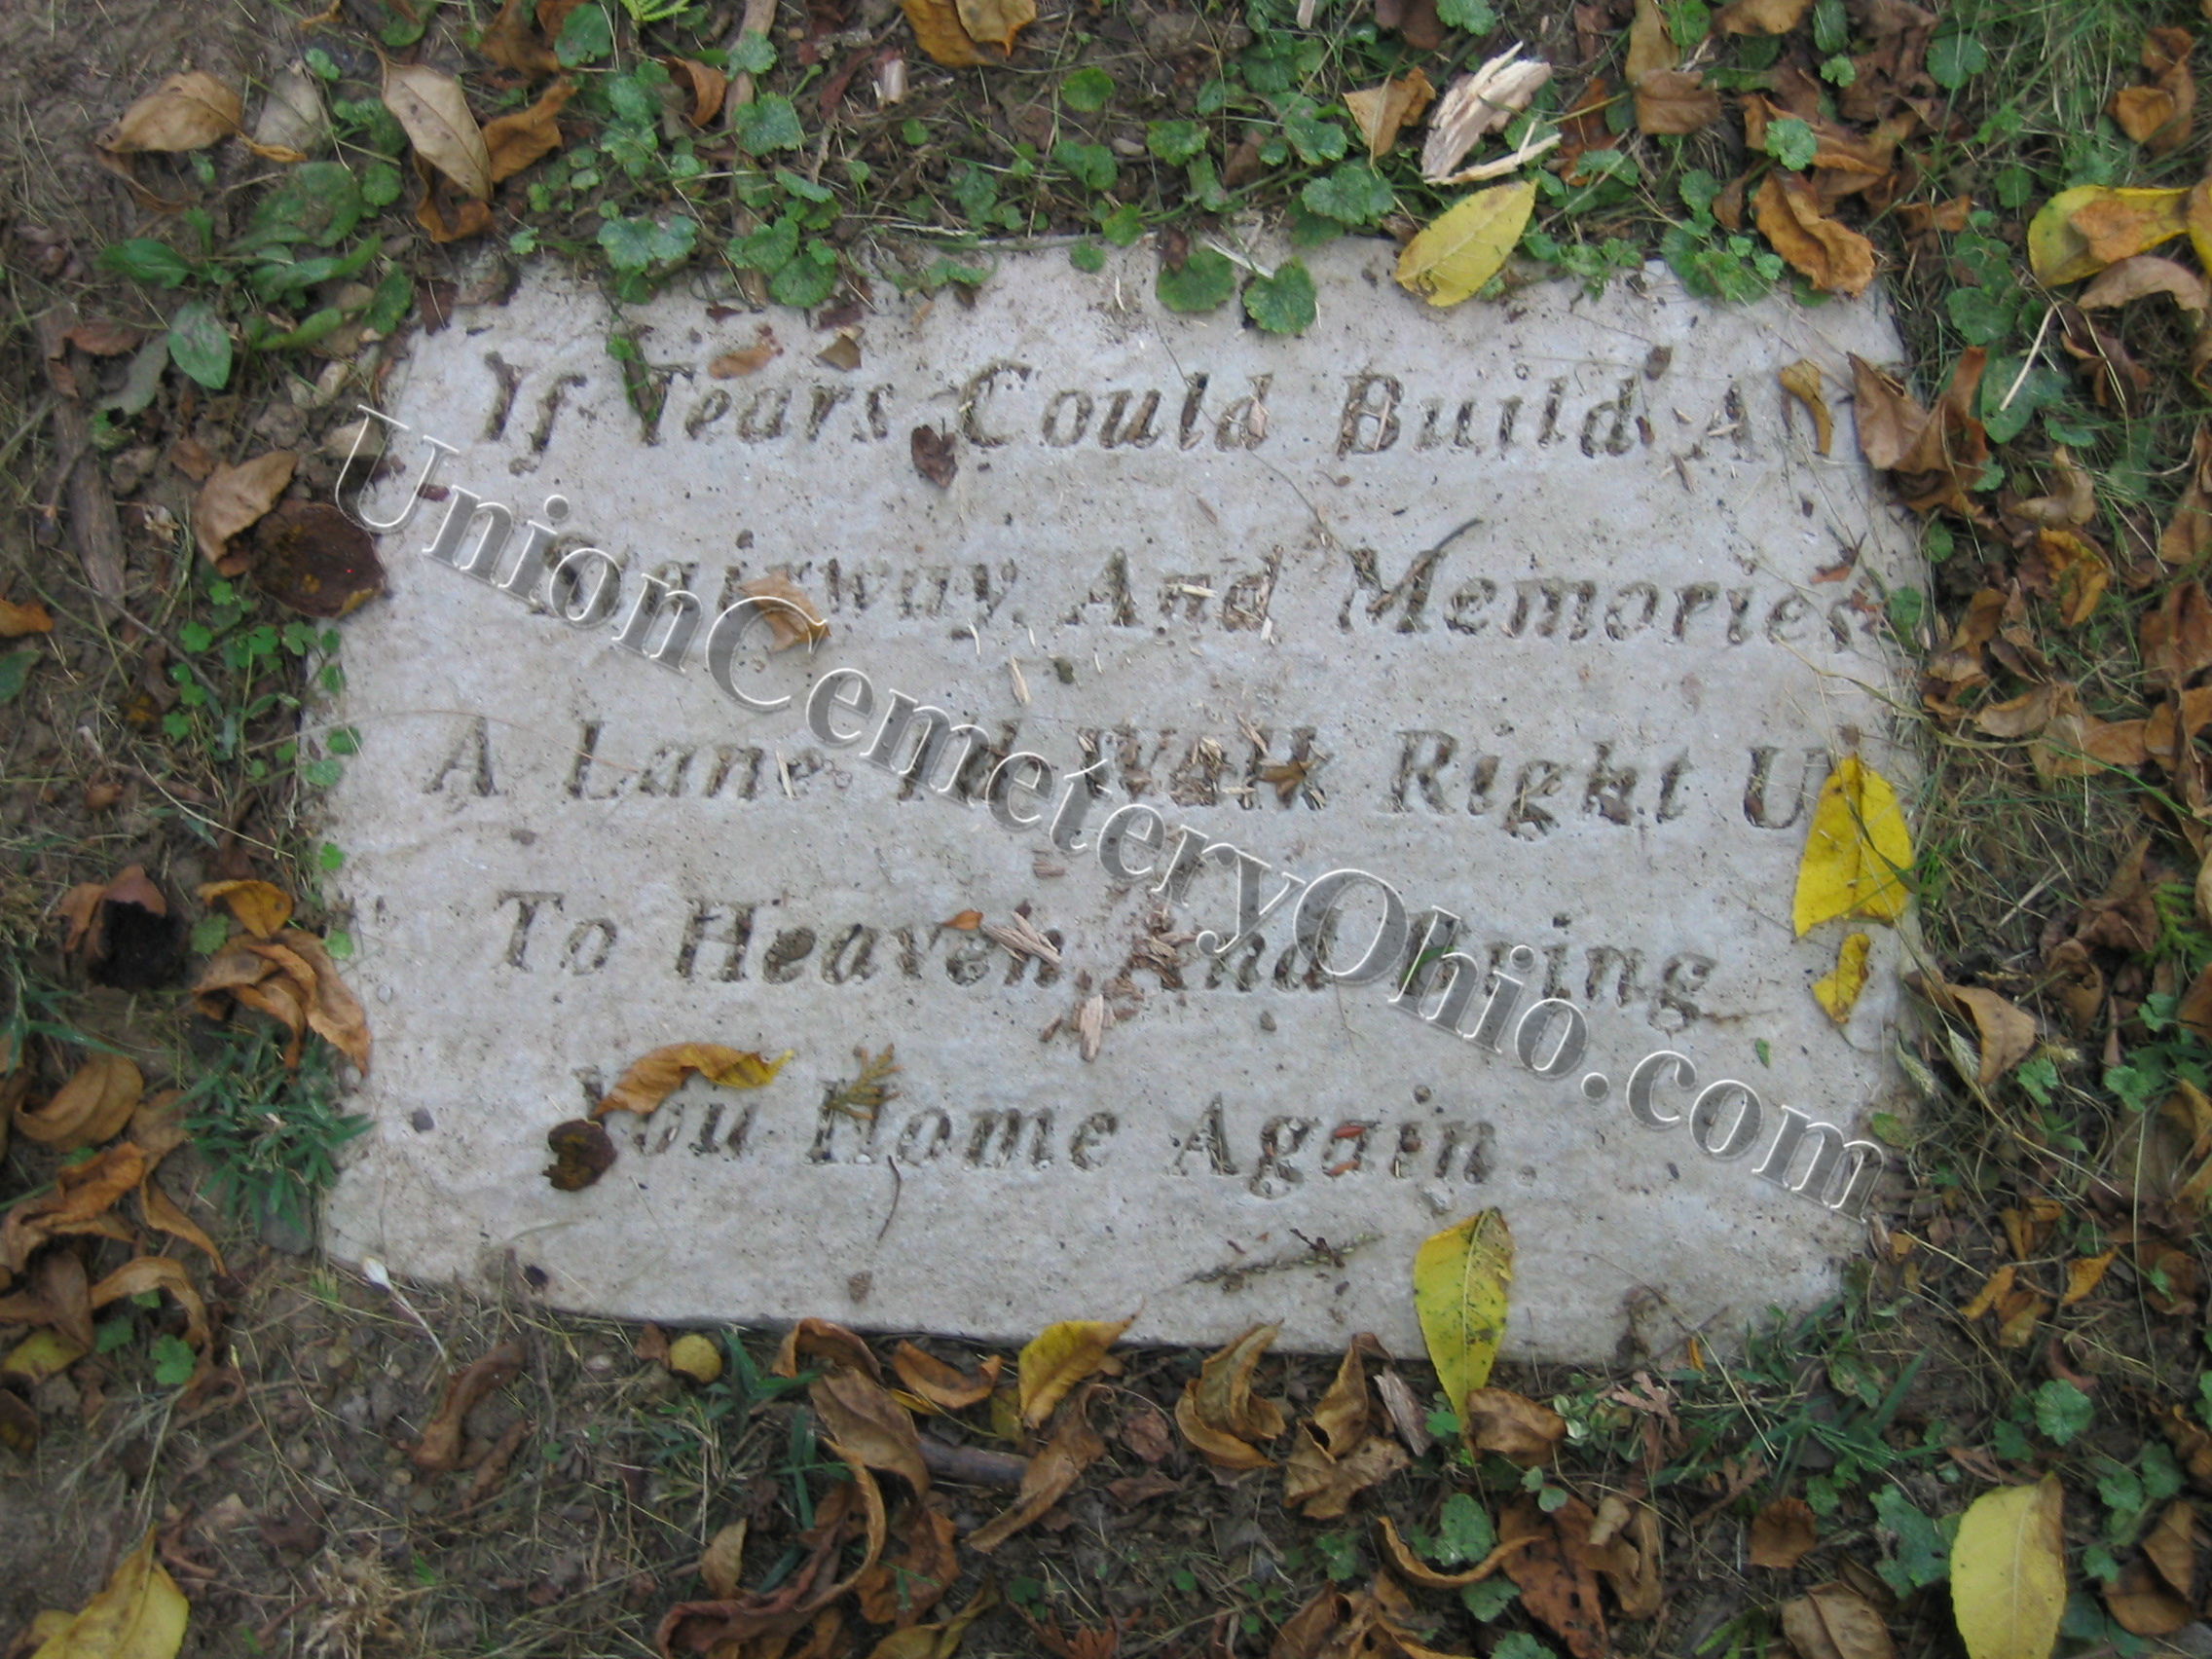 If Tears Could Build A
Stairway And Memories
A Lane I'd Walk Right U
To Heaven And Bring
You Home Again.
UnionCemeteryOhio.com